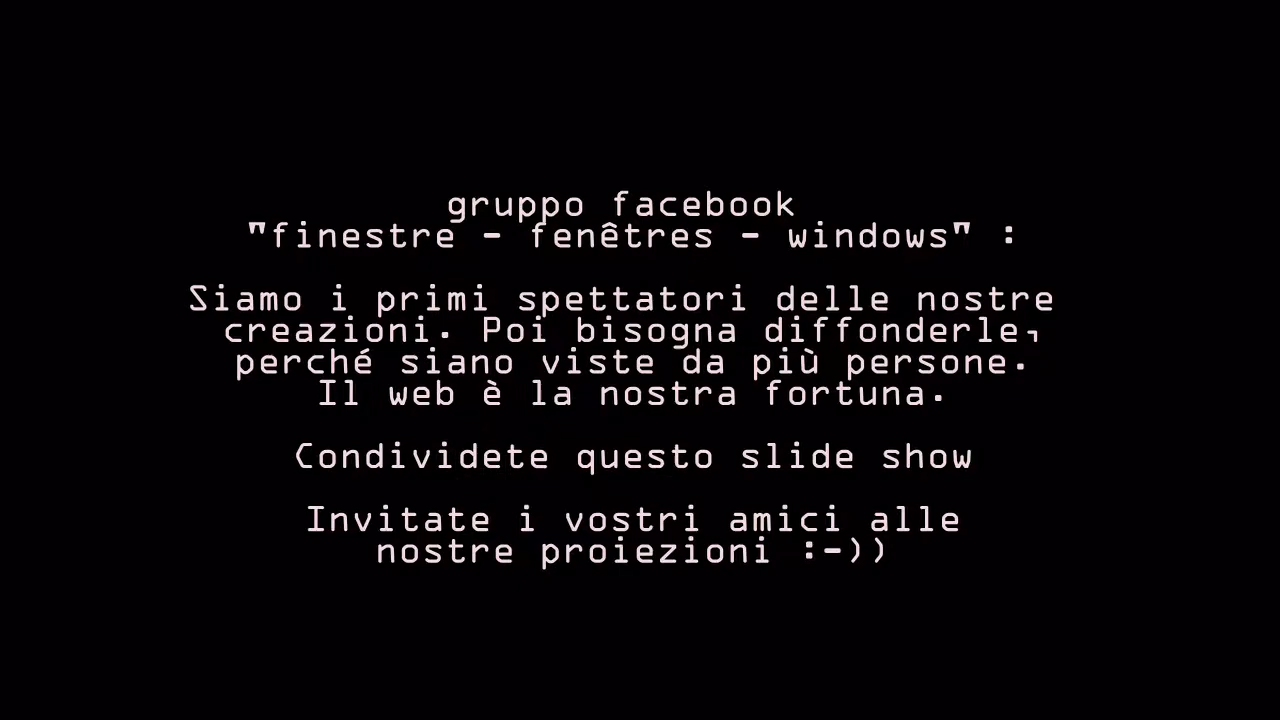 gruppo facebook
"finestre - fenêtres - windows" :
Siamo i primi spettatori delle nostre
creazioni. Poi bisogna diffonderle,
perché siano viste da più persone.
Il web è la nostra fortuna.
Condividete questo slide show
Invitate i vostri amici alle
nostre proiezioni :-))